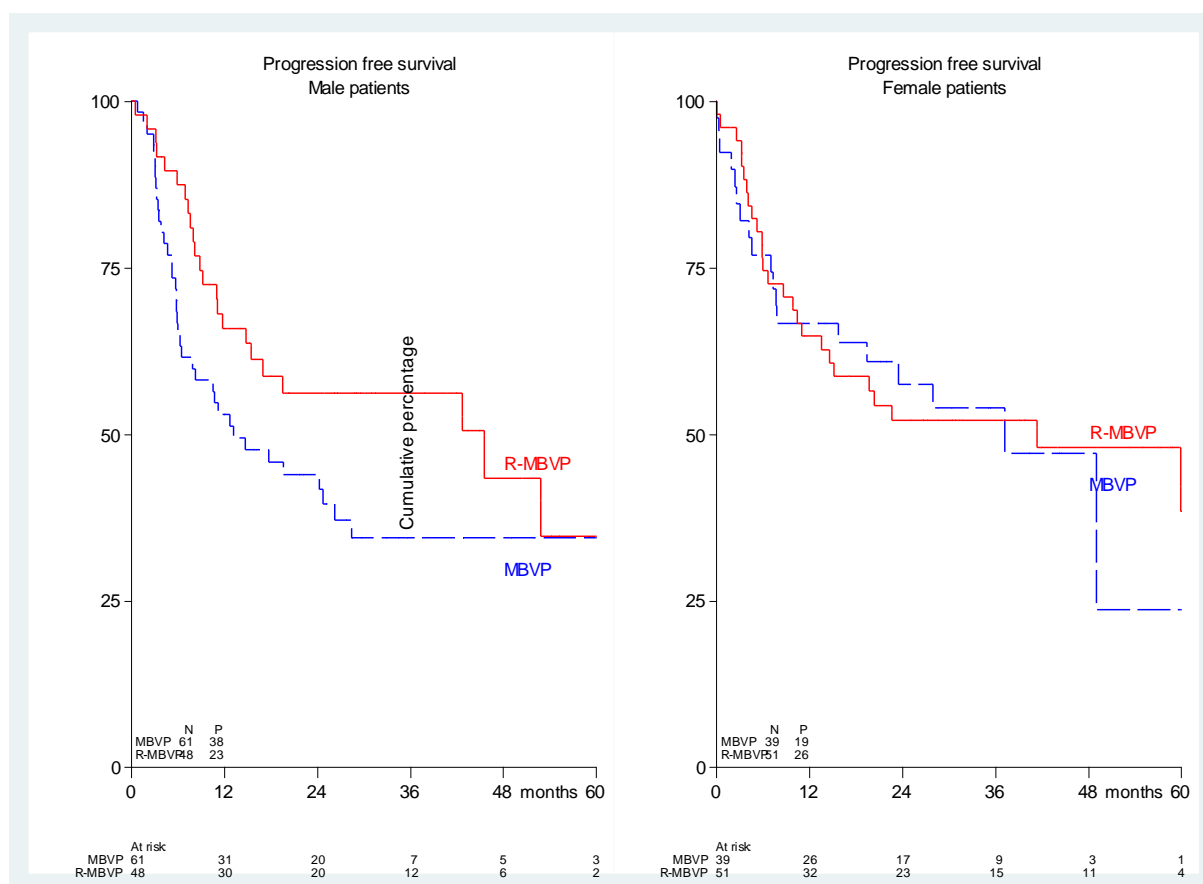 Progression free survival
Male patients
100
75
50
25
0
Cumulative percentage
R-MBVP
MBVP
N P
MBVP 61 38
R-MBVP 48 23
0 12 24 36 48 months 60
At risk:
MBVP 61 31 20 7 5 3
R-MBVP 48 30 20 12 6 2
Progression free survival
Female patients
100
75
50
25
0
R-MBVP
MBVP
N P
MBVP 39 19
R-MBVP 51 26
0 12 24 36 48 months 60
At risk:
MBVP 39 26 17 9 3 1
R-MBVP 51 32 23 15 11 4